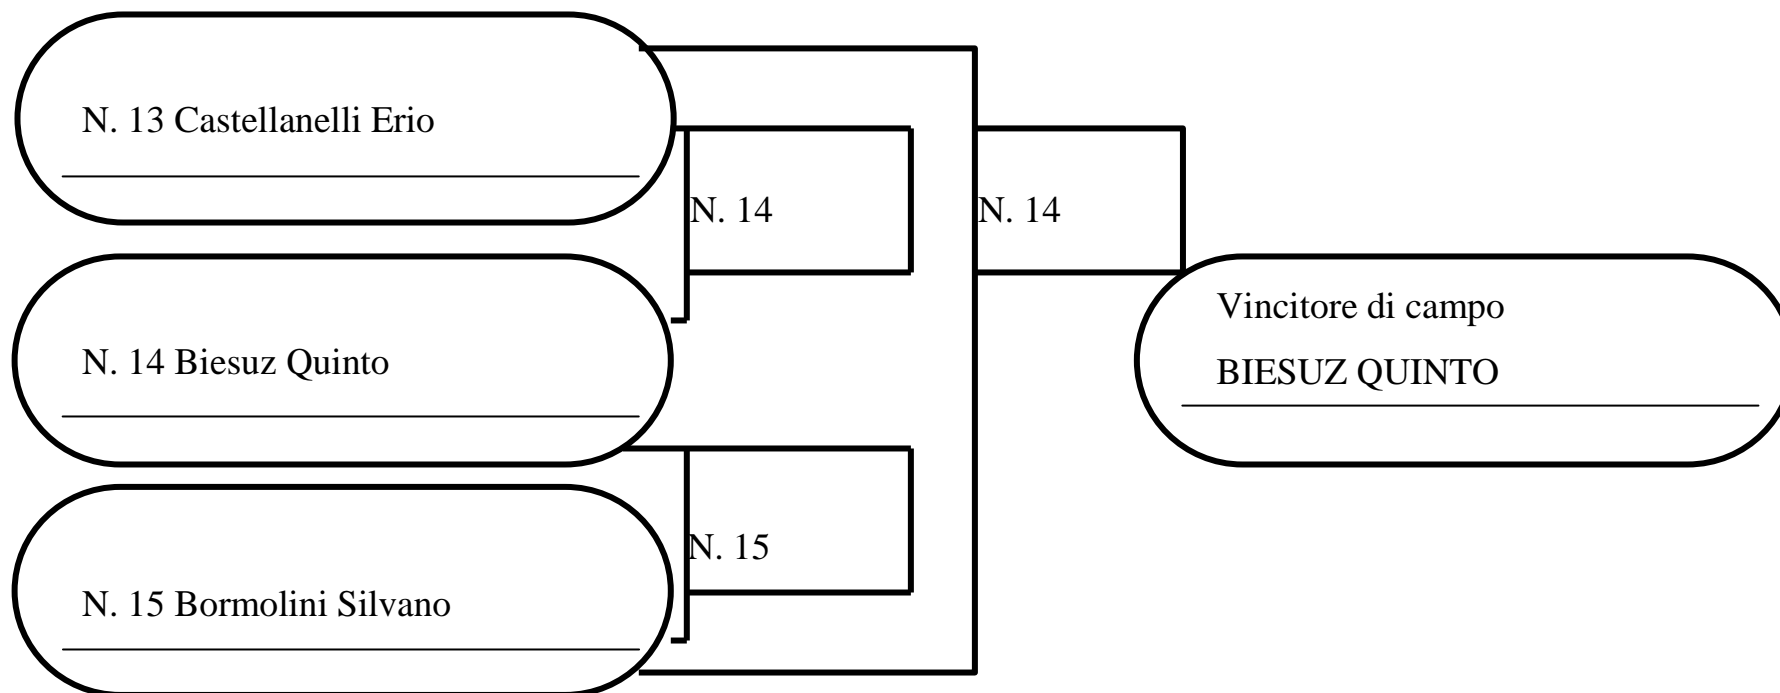 N. 13 Castellanelli Erio
N. 14
N. 14
N. 14 Biesuz Quinto
Vincitore di campo
BIESUZ QUINTO
N. 15
N. 15 Bormolini Silvano